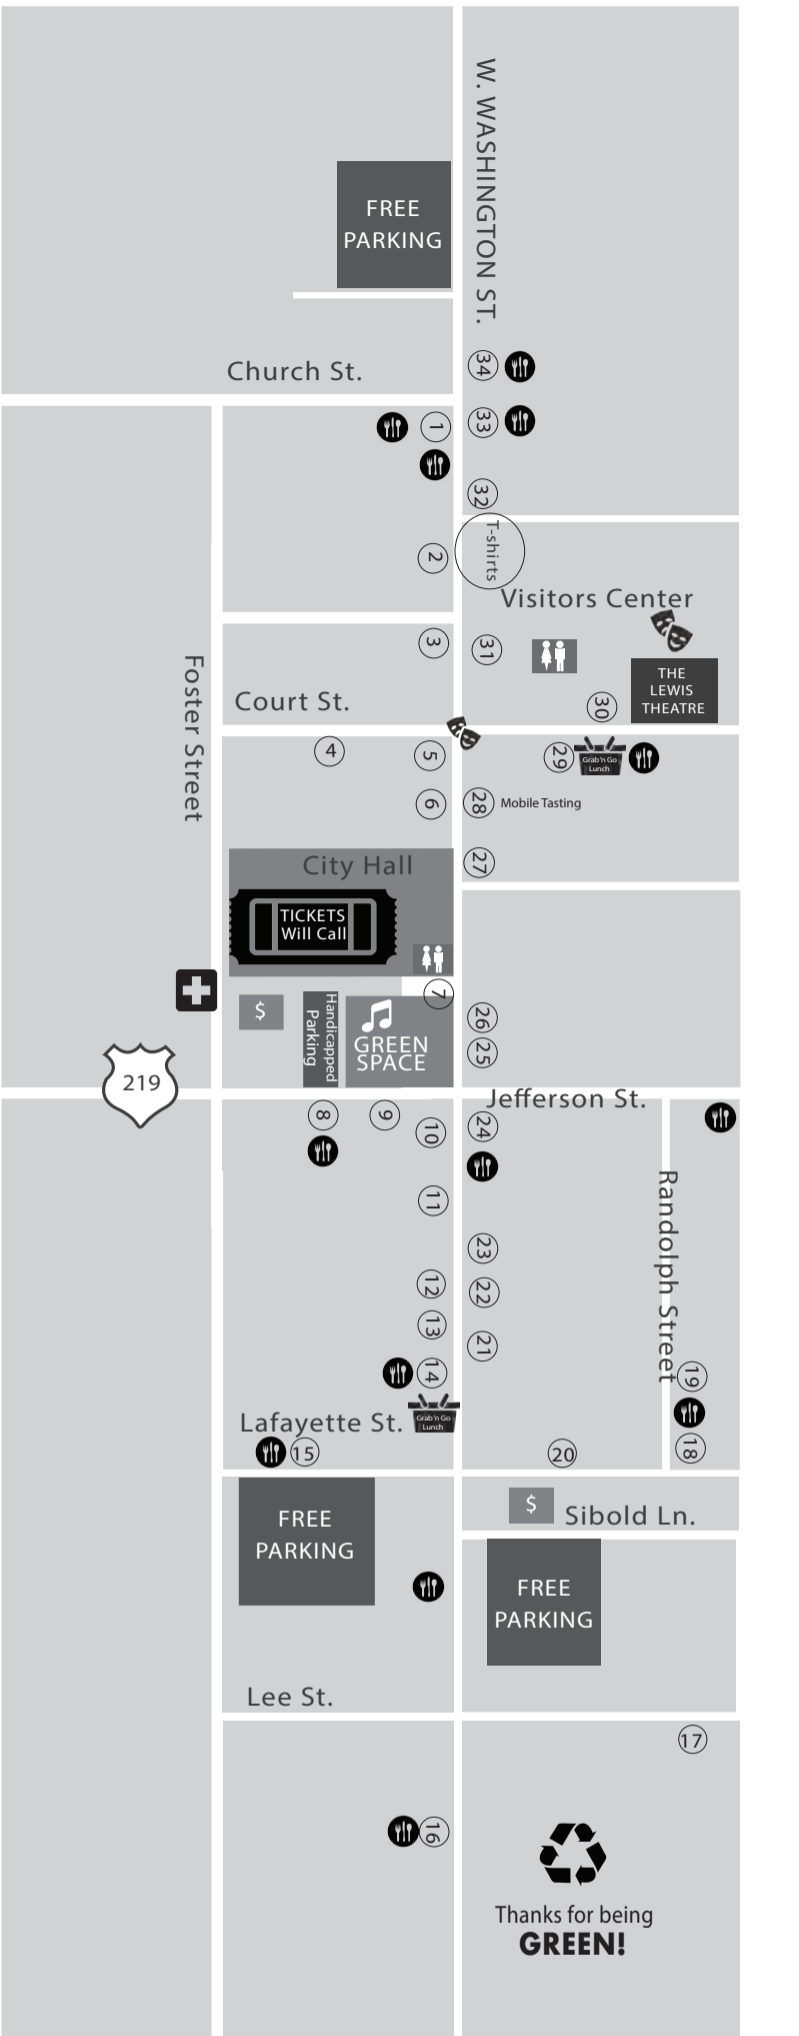 W. WASHINGTON ST.
FREE
PARKING
Church St.
34
33
1
32
T-shirts
2
Visitors Center
3
31
THE
LEWIS
THEATRE
Foster Street
Court St.
30
4
5
29
Grab'n Go
Lunch
6
28
Mobile Tasting
27
City Hall
TICKETS
Will Call
7
$
Handicapped
Parking
GREEN
SPACE
26
25
219
Jefferson St.
8
9
10
24
11
Randolph Street
23
12
22
13
21
14
19
Grab'n Go
Lunch
Lafayette St.
15
20
18
FREE
PARKING
$
Sibold Ln.
FREE
PARKING
Lee St.
17
16
Thanks for being
GREEN!